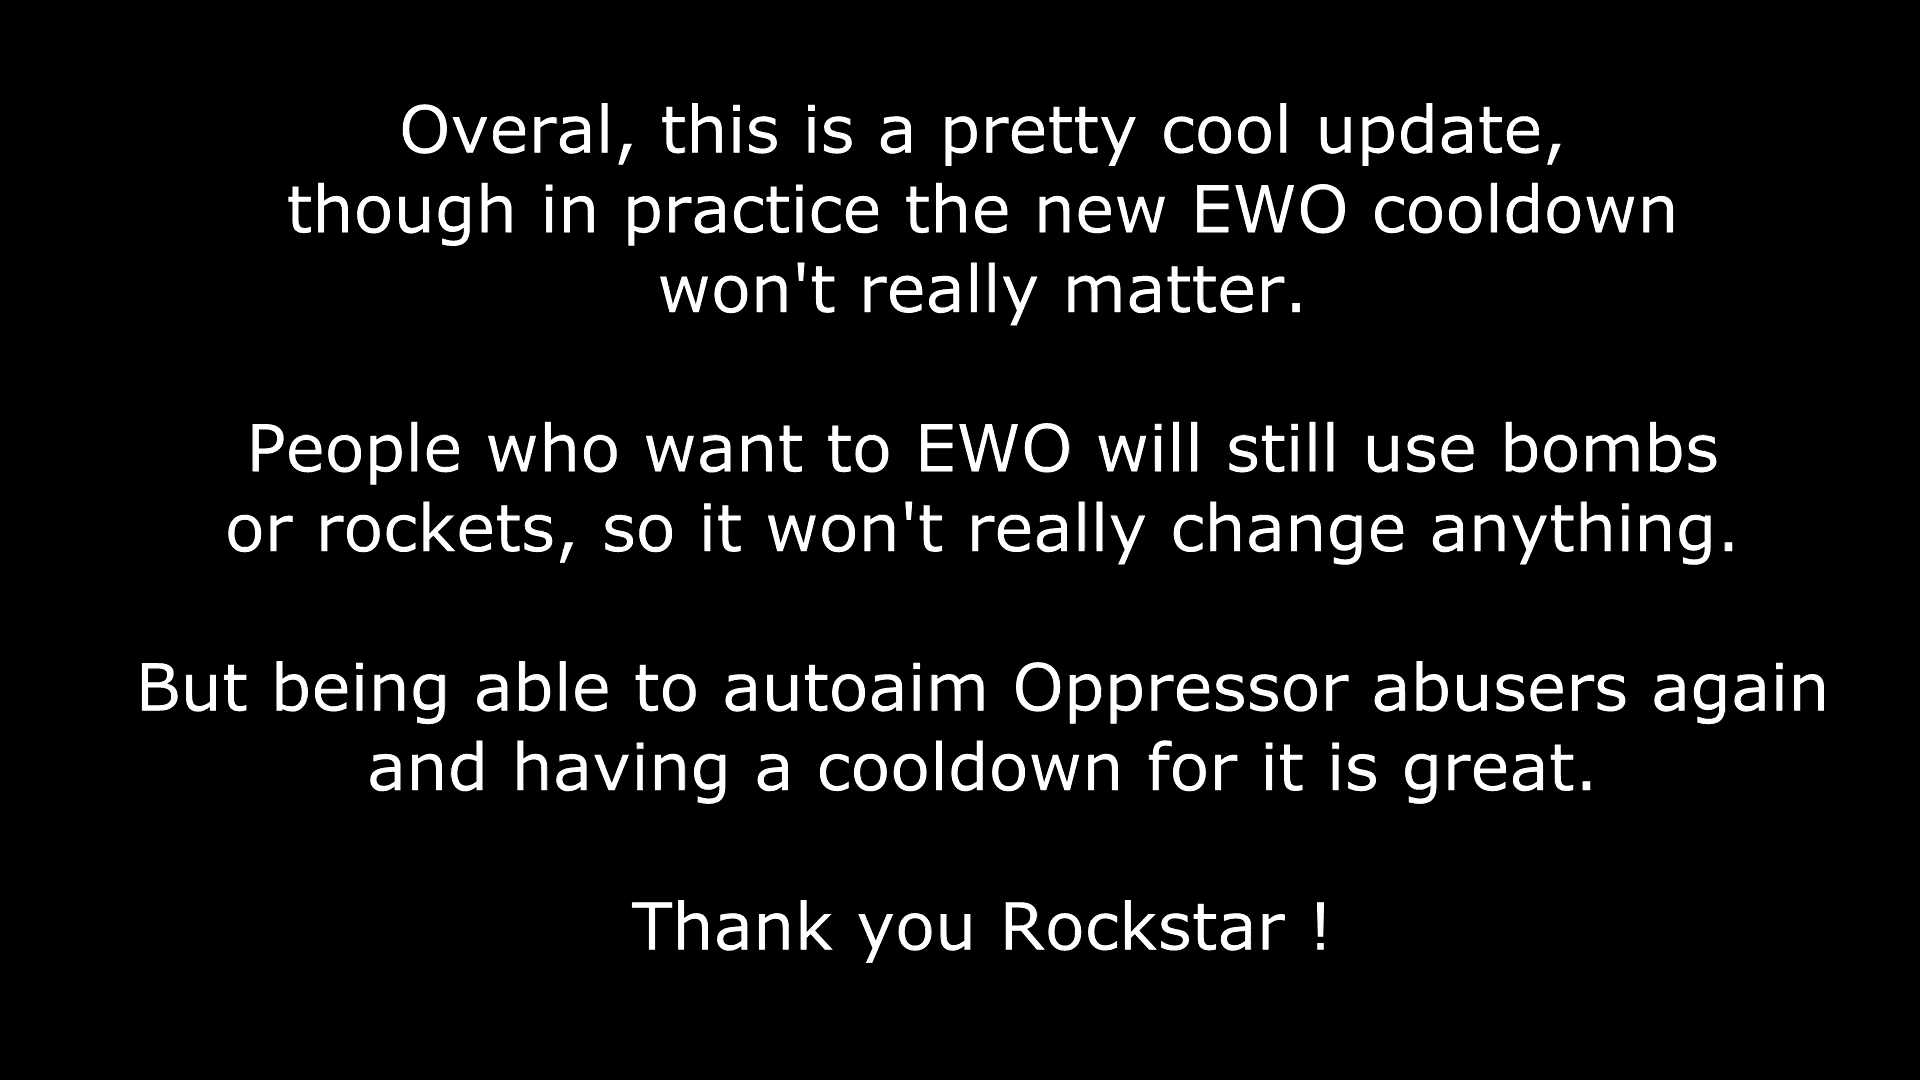 Overal, this is a pretty cool update,
though in practice the new EWO cooldown
won't really matter.
People who want to EWO will still use bombs
or rockets, so it won't really change anything.
But being able to autoaim Oppressor abusers again
and having a cooldown for it is great.
Thank you Rockstar !